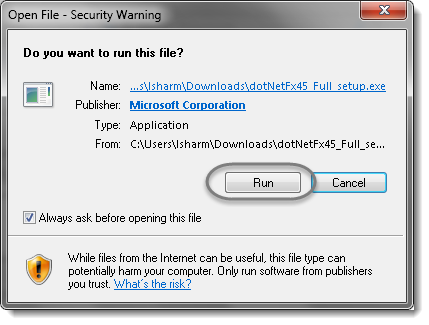 Open File - Security Warning
Do you want to run this file?
Name: ...s\lsharm\Downloads\dotNetFx45_Full_setup.exe
Publisher: Microsoft Corporation
Type: Application
From: C:\Users\lsharm\Downloads\dotNetFx45_Full_se...
Run Cancel
Always ask before opening this file
While files from the Internet can be useful, this file type can
potentially harm your computer. Only run software from publishers
you trust. What's the risk?